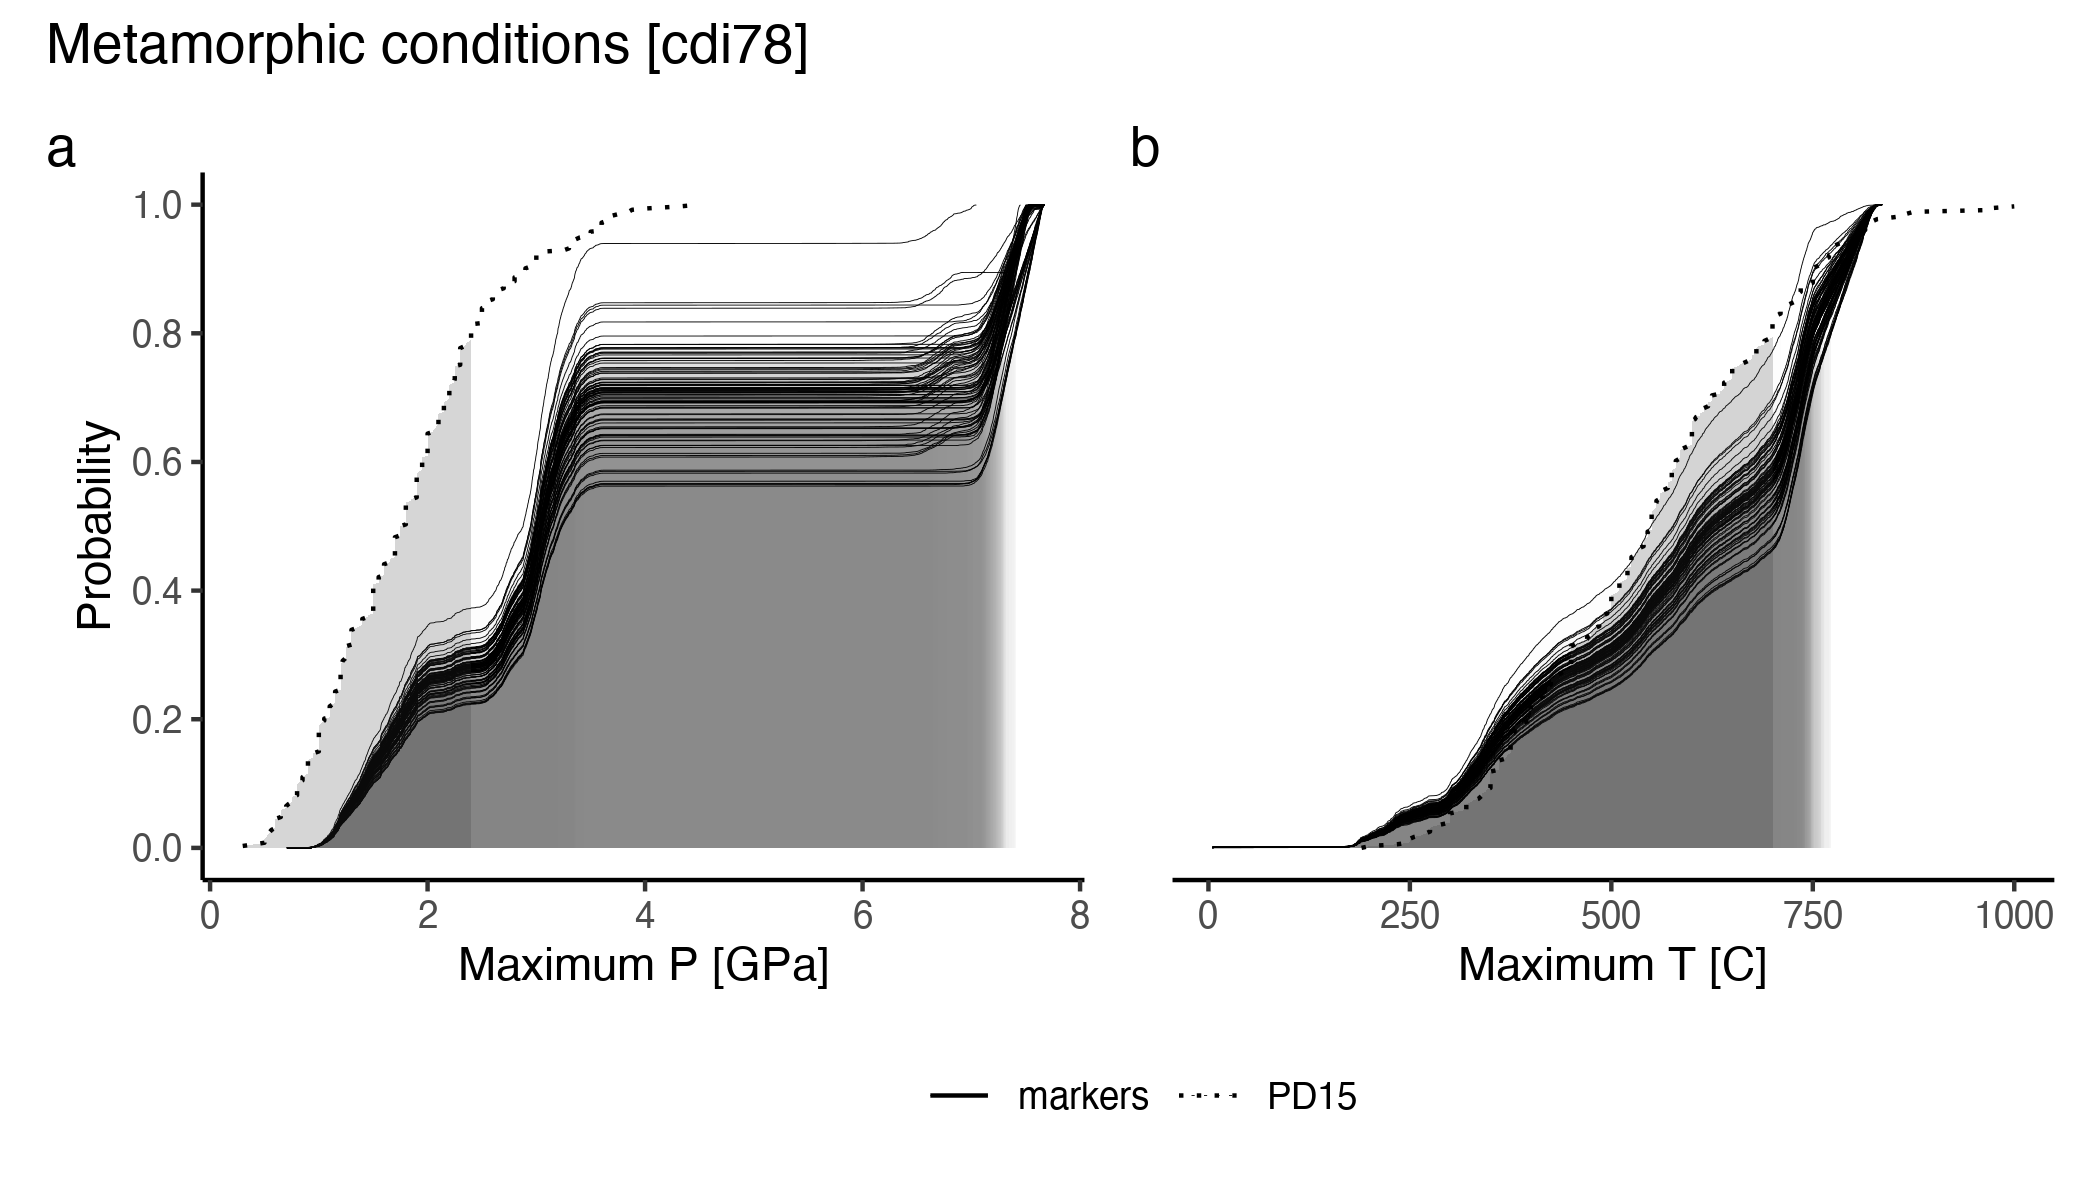 Metamorphic conditions [cdi78]
a
b
Probability
1.0
0.8
0.6
0.4
0.2
0.0
0 2 4 6 8
Maximum P [GPa]
0 250 500 750 1000
Maximum T [C]
markers PD15